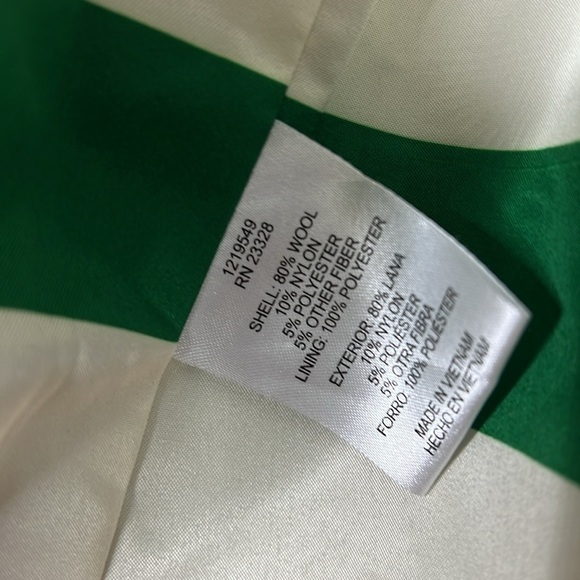 1219549
RN 23328
SHELL: 80% WOOL
10% NYLON
5% POLYESTER
5% OTHER FIBER
LINING: 100% POLYESTER
EXTERIOR: 80% LANA
10% NYLON
5% POLIESTER
5% OTRA FIBRA
FORRO: 100% POLIESTER
MADE IN VIETNAM
HECHO EN VIETNAM